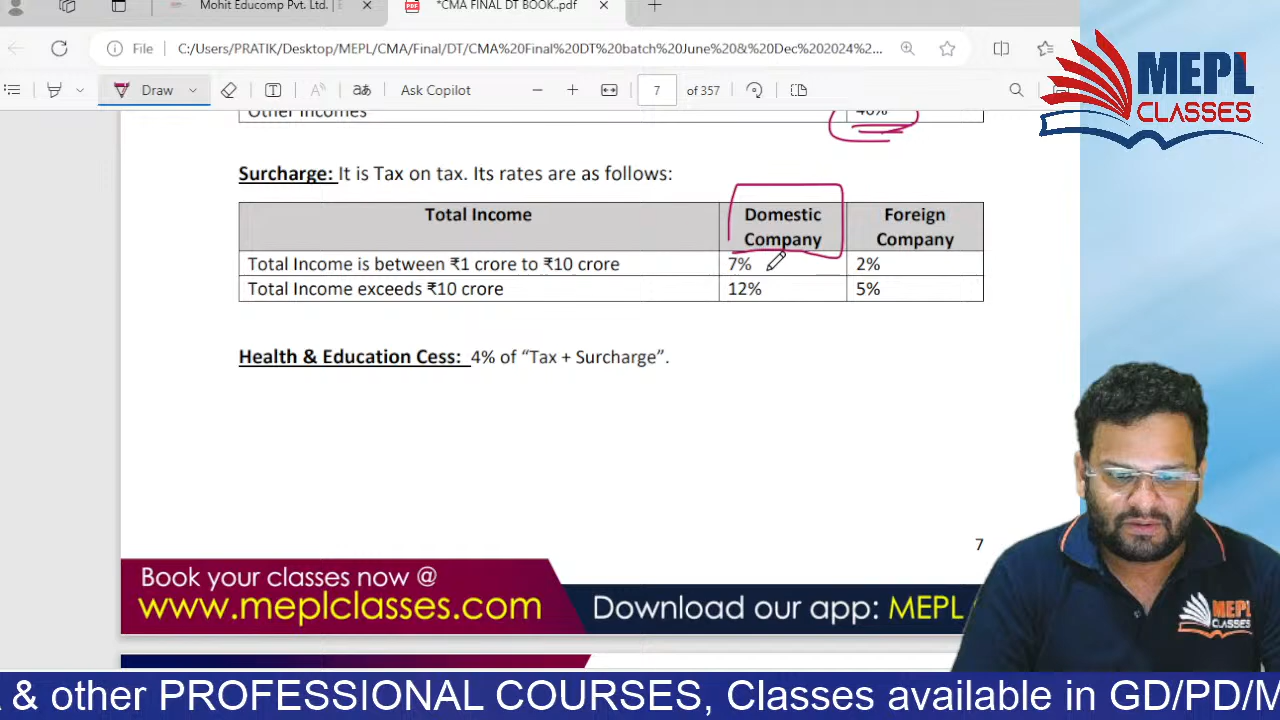 Mohit Educomp Pvt. Ltd.
*CMA FINAL DT BOOK..pdf
File
C:/Users/PRATIK/Desktop/MEPL/CMA/Final/DT/CMA%20Final%20DT%20batch%20June%20&%20Dec%202024%2...
Draw
aあ
Ask Copilot
7
of 357
MEPL
CLASSES
Other Incomes
40%
Surcharge: It is Tax on tax. Its rates are as follows:
Total Income
Domestic Company
Foreign Company
Total Income is between ₹1 crore to ₹10 crore
7%
2%
Total Income exceeds ₹10 crore
12%
5%
Health & Education Cess: 4% of “Tax + Surcharge”.
7
Book your classes now @
www.meplclasses.com
Download our app: MEPL
MEPL
CLASSES
& other PROFESSIONAL COURSES, Classes available in GD/PD/